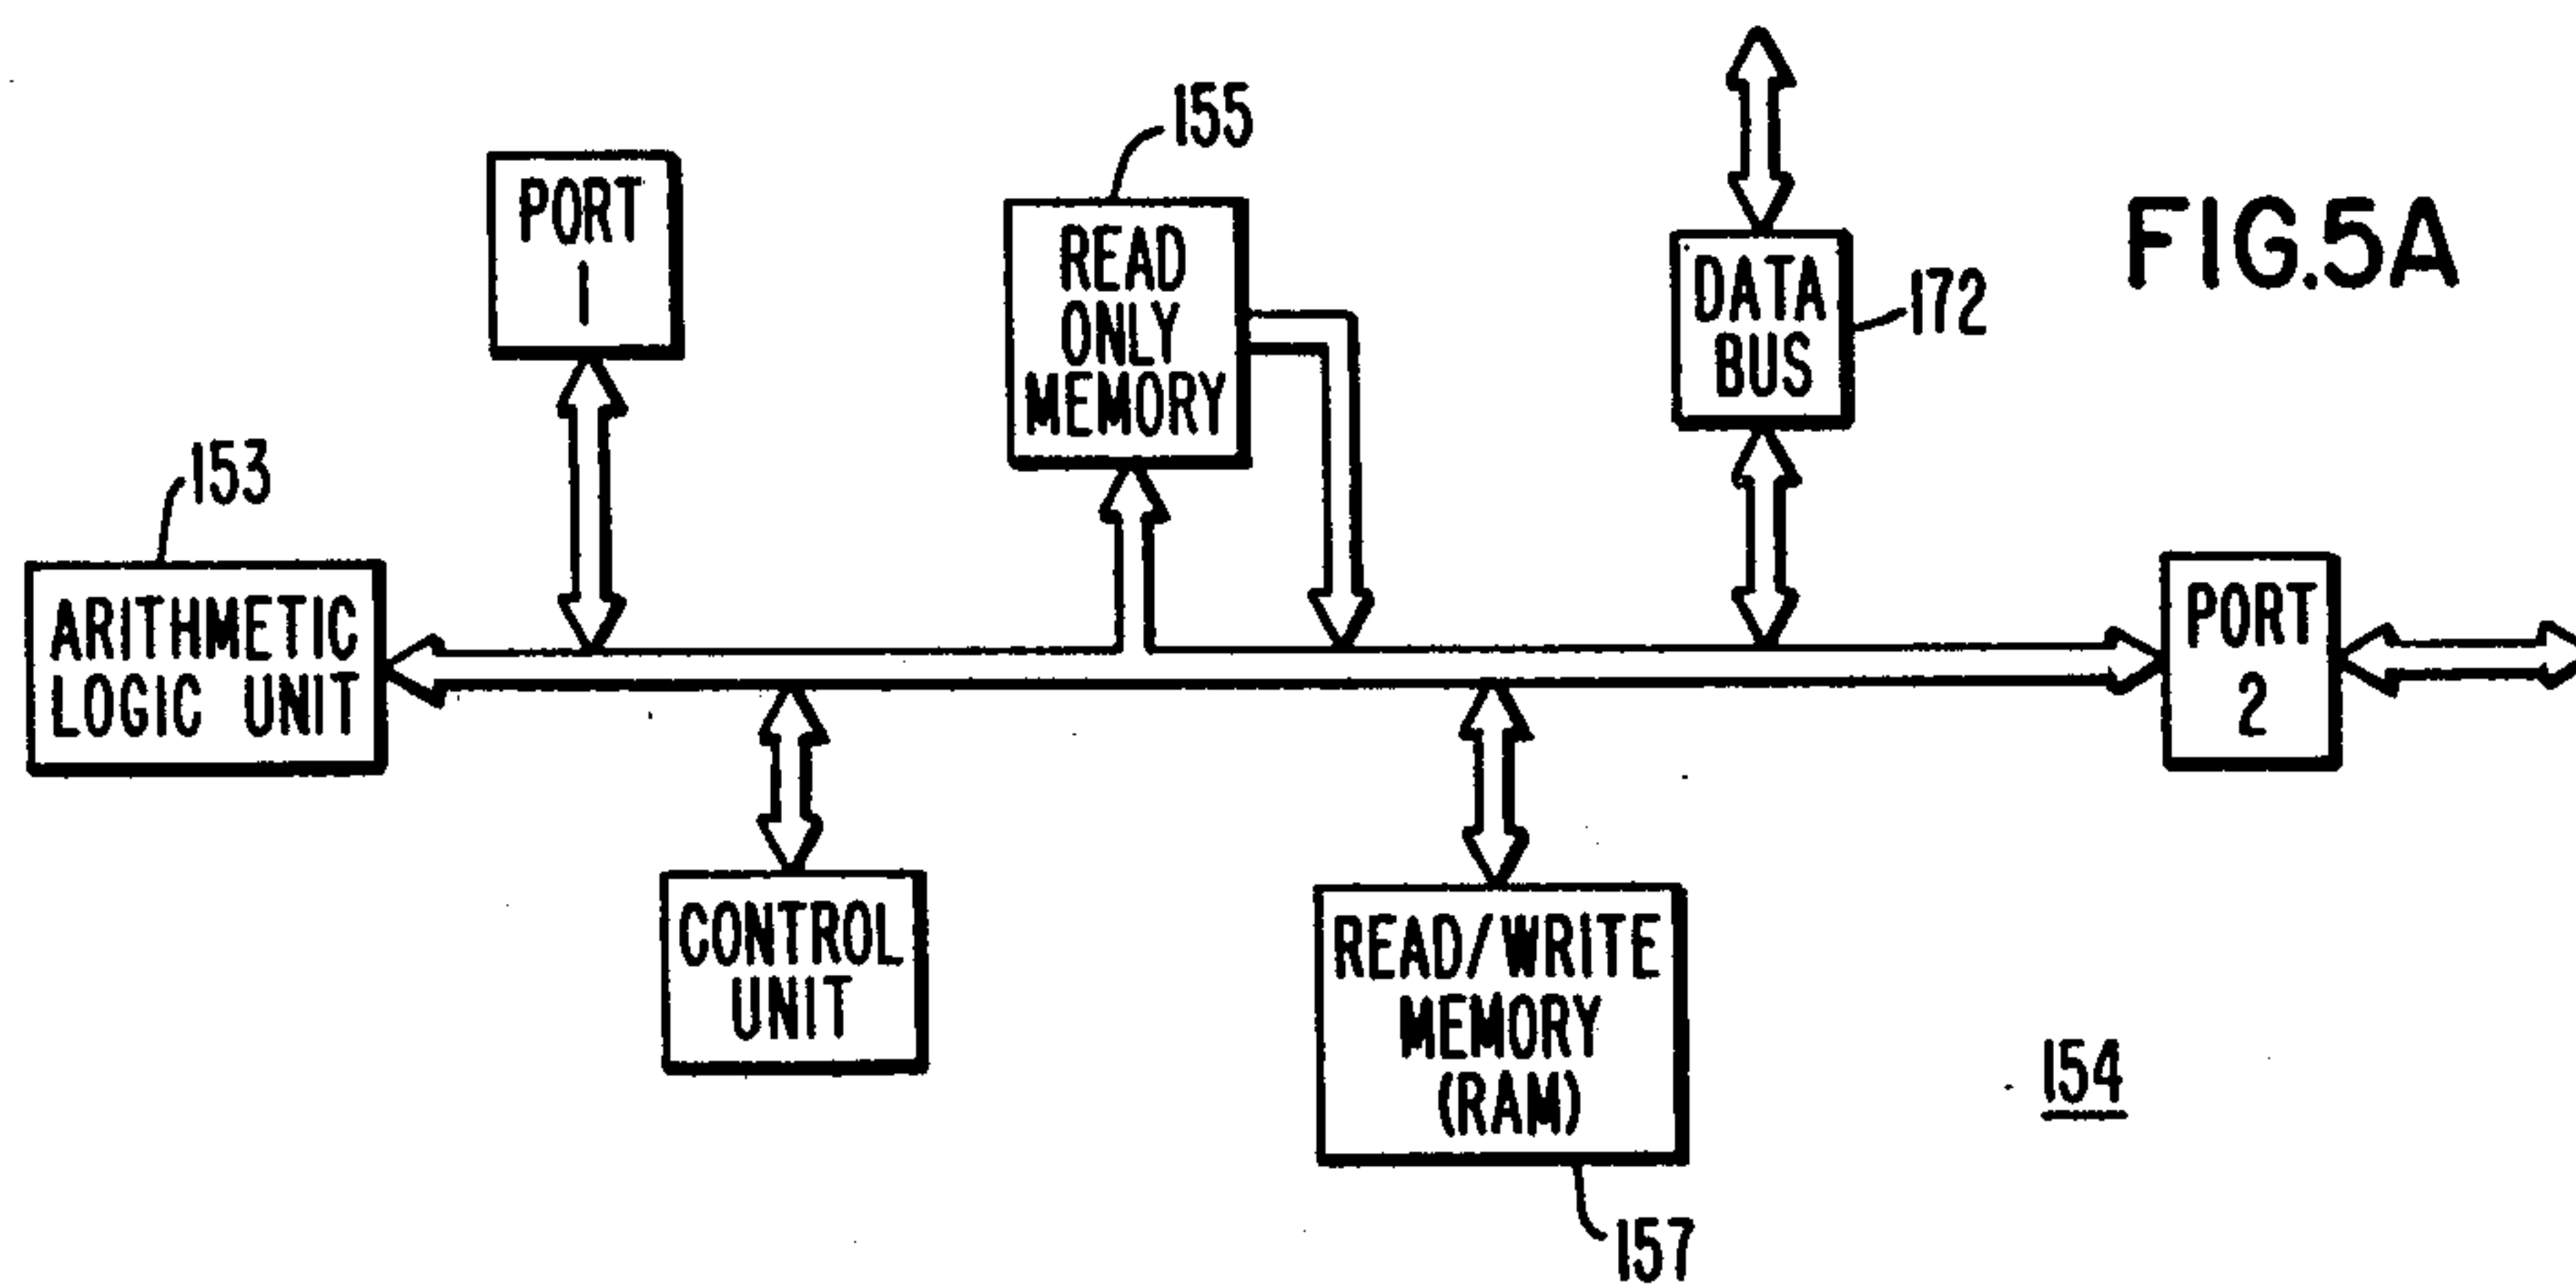 155
PORT
1
READ
ONLY
MEMORY
DATA
BUS
172
FIG.5A
153
ARITHMETIC
LOGIC UNIT
PORT
2
CONTROL
UNIT
READ/WRITE
MEMORY
(RAM)
154
157